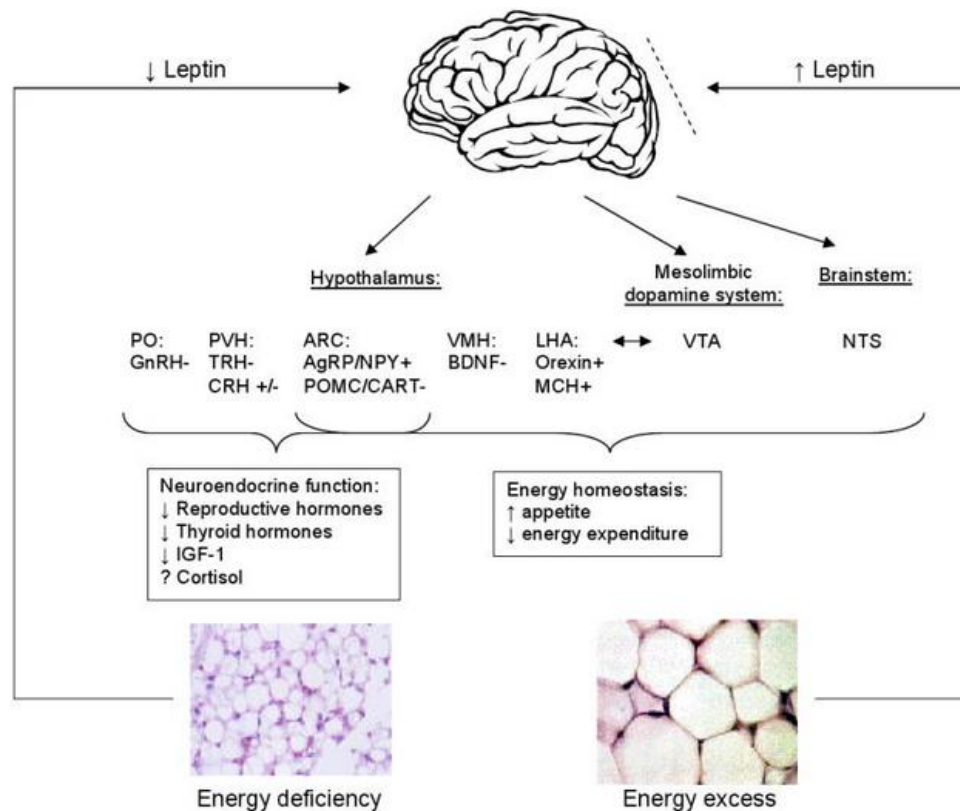 ↓ Leptin
↑ Leptin
Hypothalamus:
Mesolimbic
dopamine system:
Brainstem:
PO:
GnRH-
PVH:
TRH-
CRH +/-
ARC:
AgRP/NPY+
POMC/CART-
VMH:
BDNF-
LHA:
Orexin+
MCH+
VTA
NTS
Neuroendocrine function:
↓ Reproductive hormones
↓ Thyroid hormones
↓ IGF-1
? Cortisol
Energy homeostasis:
↑ appetite
↓ energy expenditure
Energy deficiency
Energy excess